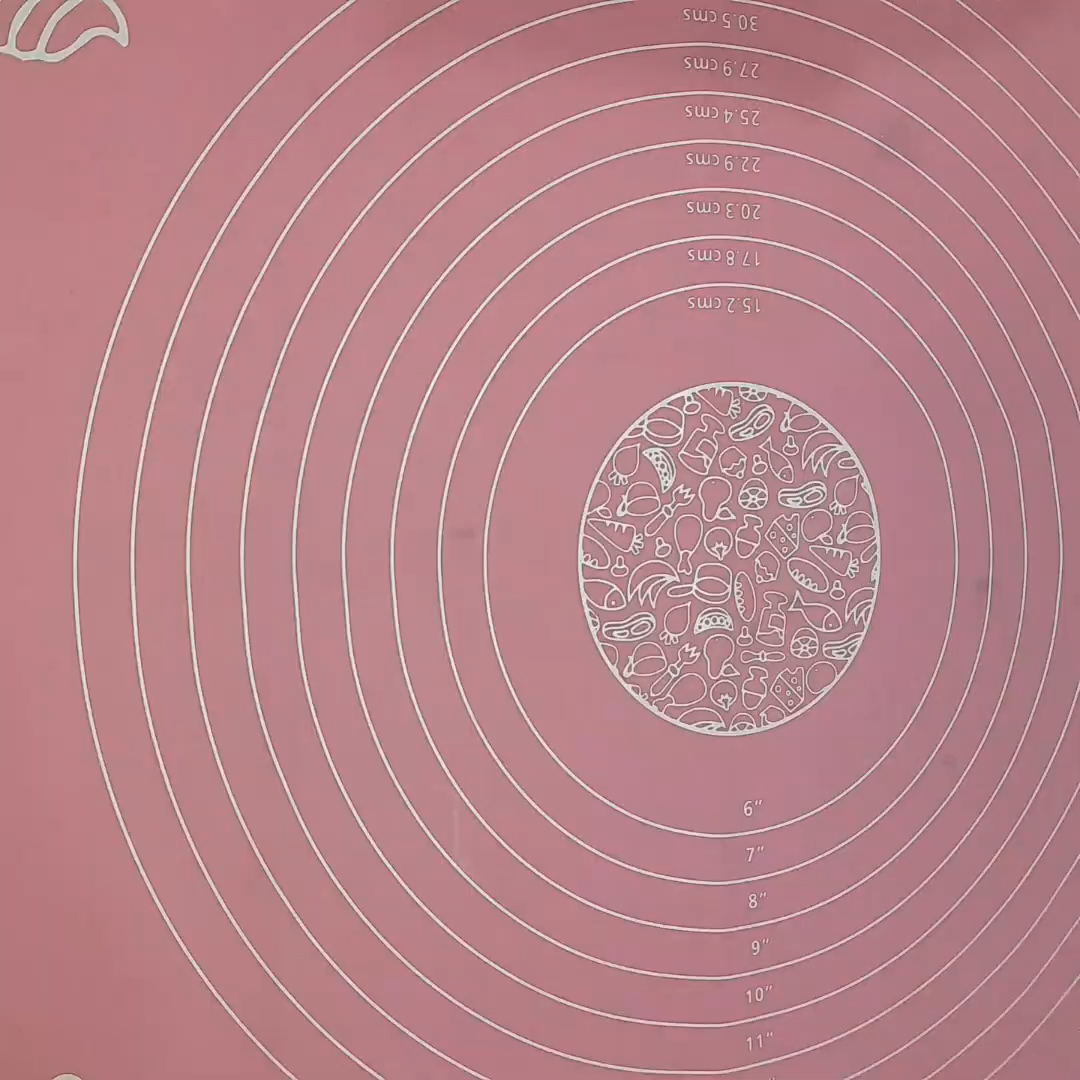 30.5 cms
27.9 cms
25.4 cms
22.9 cms
20.3 cms
17.8 cms
15.2 cms
6"
7"
8"
9"
10"
11"